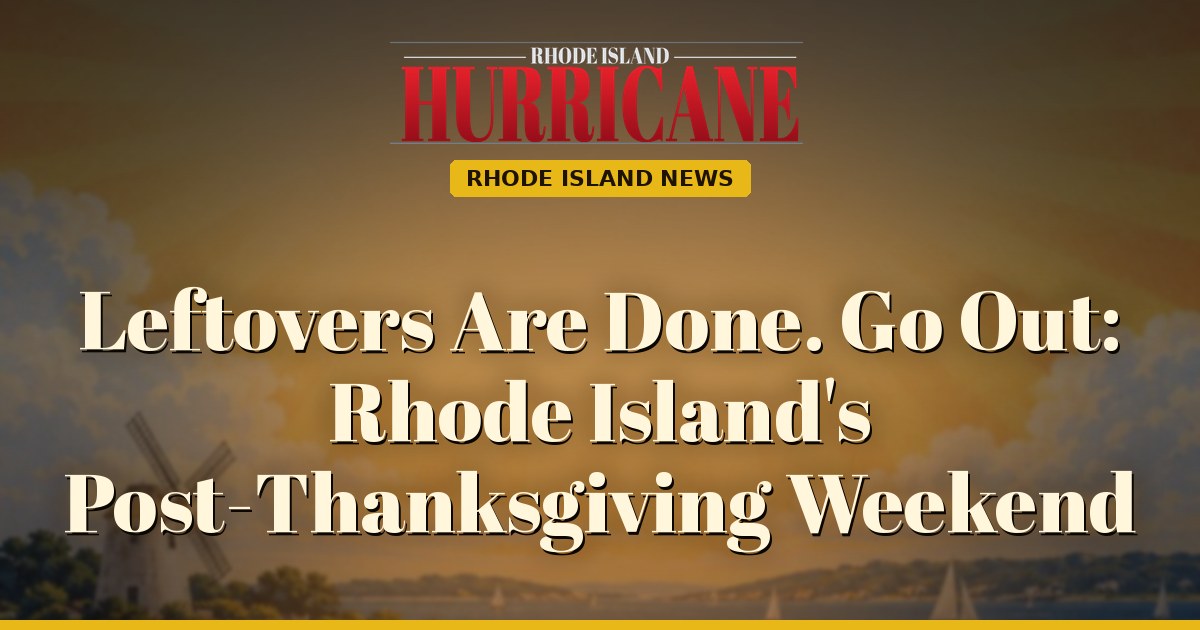 RHODE ISLAND
HURRICANE
RHODE ISLAND NEWS
Leftovers Are Done. Go Out:
Rhode Island's
Post-Thanksgiving Weekend